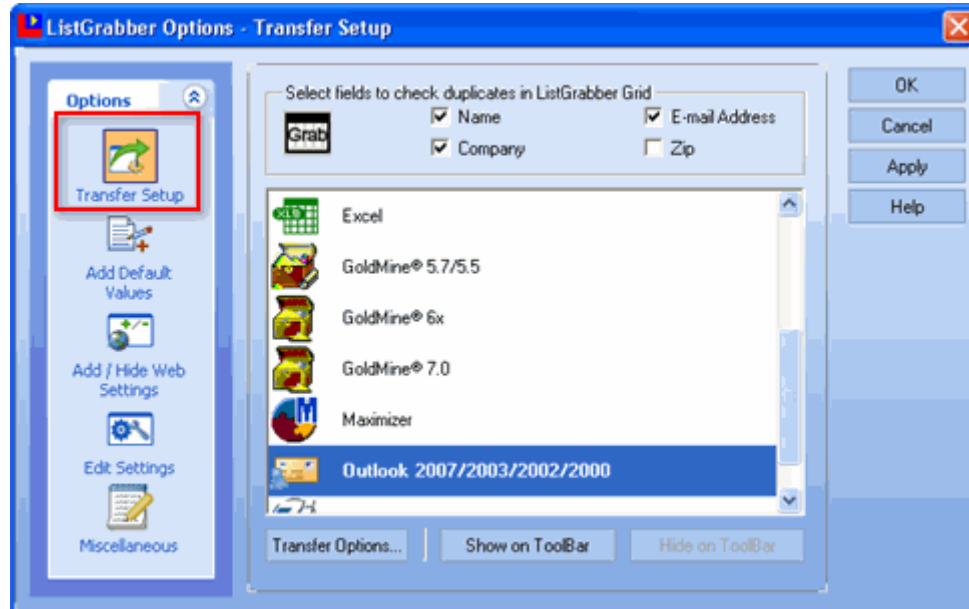 ListGrabber Options - Transfer Setup
Options
Transfer Setup
Add Default
Values
Add / Hide Web
Settings
Edit Settings
Miscellaneous
Select fields to check duplicates in ListGrabber Grid
Grab
Name
E-mail Address
Company
Zip
Excel
GoldMine® 5.7/5.5
GoldMine® 6x
GoldMine® 7.0
Maximizer
Outlook 2007/2003/2002/2000
Transfer Options...
Show on ToolBar
Hide on ToolBar
OK
Cancel
Apply
Help